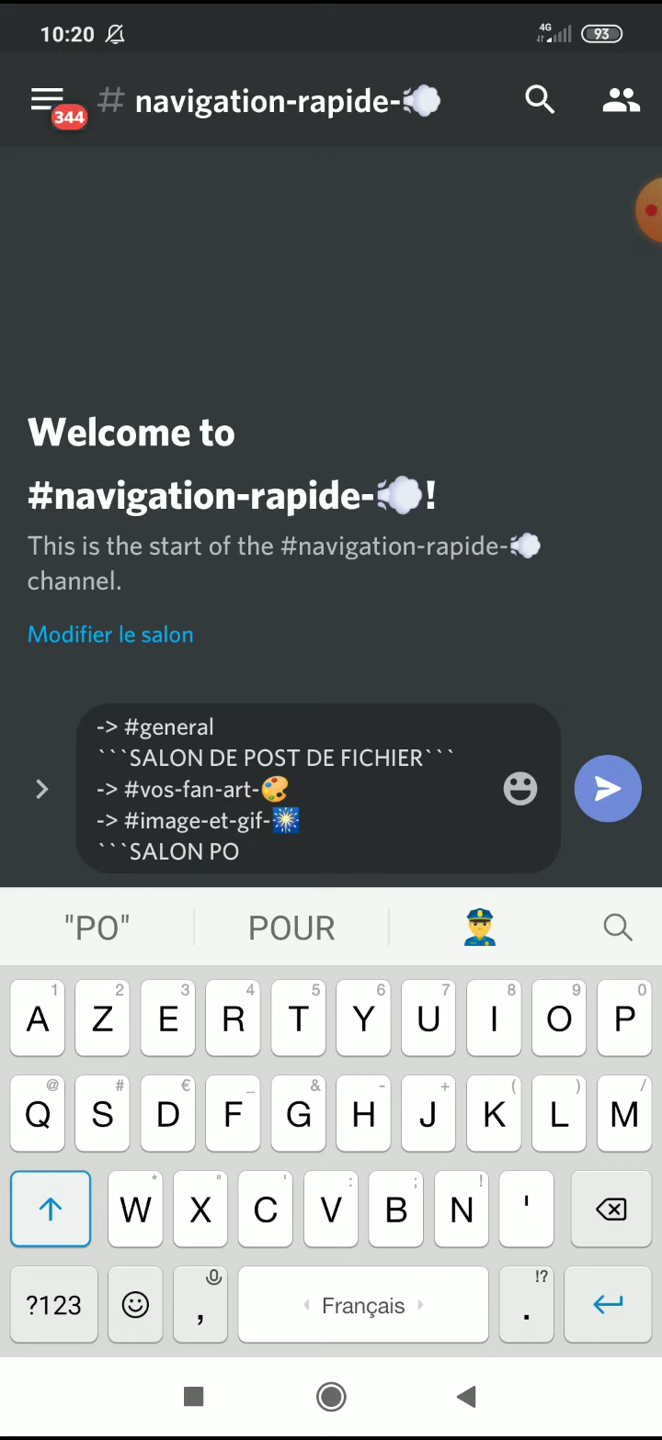 10:20 4G 93
344 # navigation-rapide-💨
Welcome to
#navigation-rapide-💨!
This is the start of the #navigation-rapide-💨
channel.
Modifier le salon
-> #general
```SALON DE POST DE FICHIER```
-> #vos-fan-art-🎨
-> #image-et-gif-🎆
```SALON PO
"PO" POUR 👮‍♂️
1 2 3 4 5 6 7 8 9 0
A Z E R T Y U I O P
@ # € _ & - + ( ) /
Q S D F G H J K L M
* " ' : ; !
W X C V B N '
!?
?123 , Français .